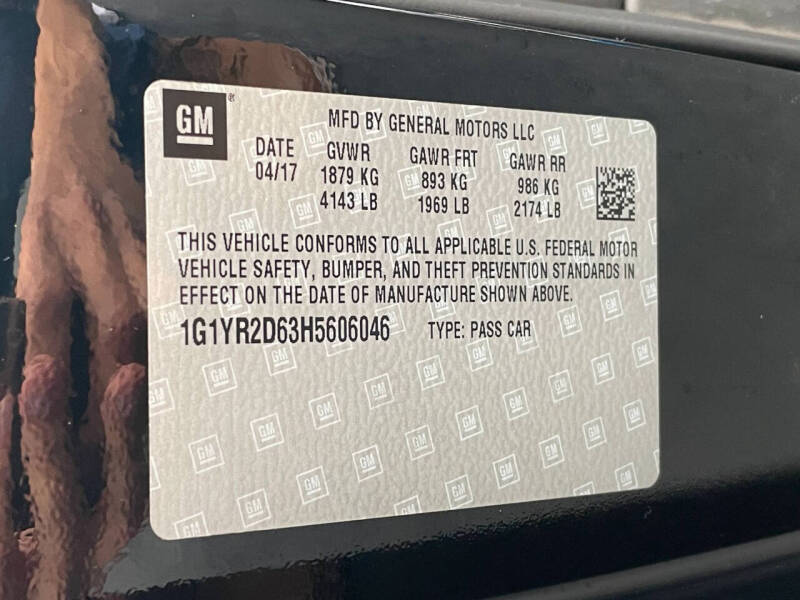 GM®
MFD BY GENERAL MOTORS LLC
DATE GVWR GAWR FRT GAWR RR
04/17 1879 KG 893 KG 986 KG
4143 LB 1969 LB 2174 LB
THIS VEHICLE CONFORMS TO ALL APPLICABLE U.S. FEDERAL MOTOR
VEHICLE SAFETY, BUMPER, AND THEFT PREVENTION STANDARDS IN
EFFECT ON THE DATE OF MANUFACTURE SHOWN ABOVE.
1G1YR2D63H5606046 TYPE: PASS CAR